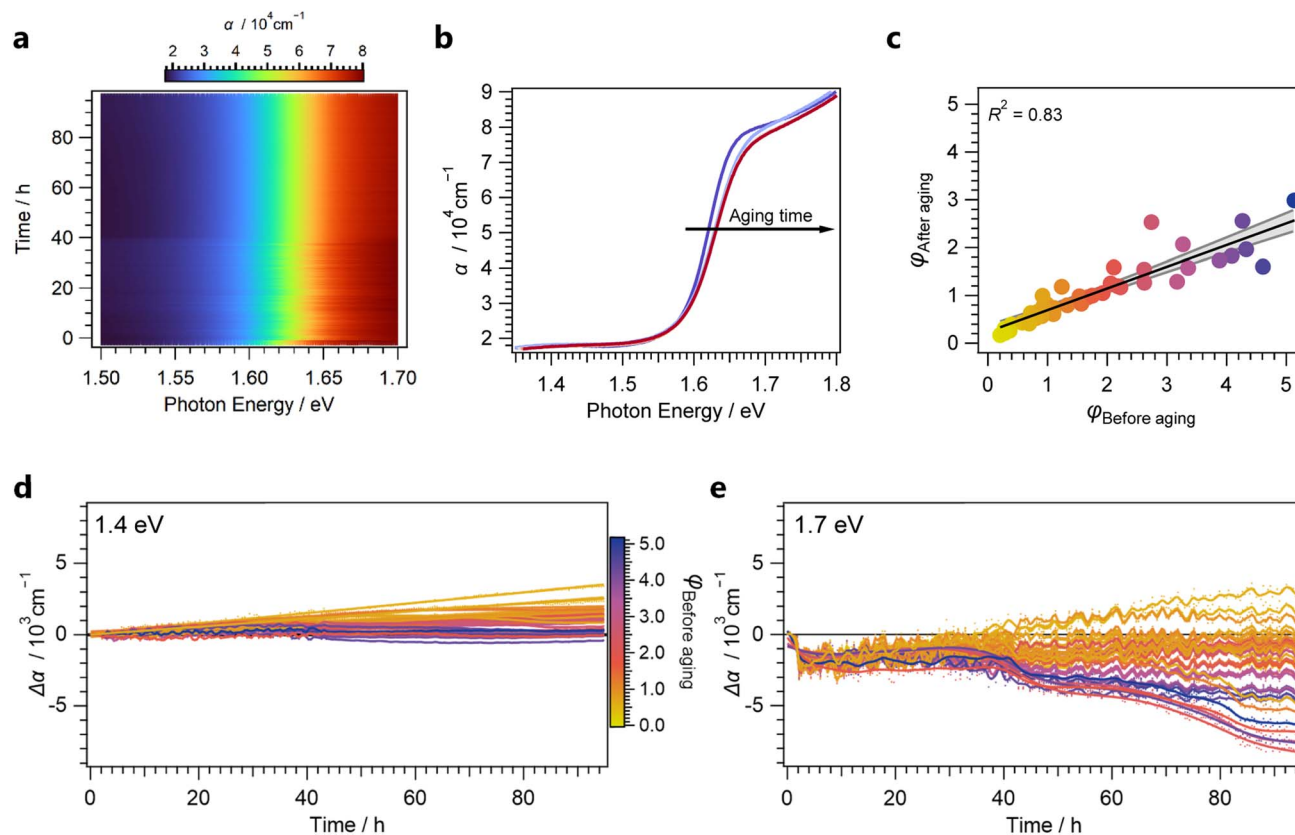 a
α / 10⁴cm⁻¹
2 3 4 5 6 7 8
Time / h
80
60
40
20
0
1.50 1.55 1.60 1.65 1.70
Photon Energy / eV
b
α / 10⁴cm⁻¹
9
8
7
6
5
4
3
2
Aging time
1.4 1.5 1.6 1.7 1.8
Photon Energy / eV
c
R² = 0.83
φAfter aging
5
4
3
2
1
0
0 1 2 3 4 5
φBefore aging
d
1.4 eV
Δα / 10³cm⁻¹
5
0
-5
0 20 40 60 80
Time / h
5.0
4.0
3.0
2.0
1.0
0.0
φBefore aging
e
1.7 eV
Δα / 10³cm⁻¹
5
0
-5
0 20 40 60 80
Time / h